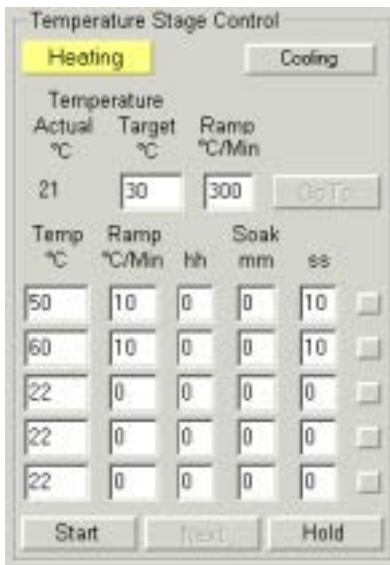 Temperature Stage Control
Heating Cooling
Temperature
Actual Target Ramp
°C °C °C/Min
21 30 300 GoTo
Temp Ramp Soak
°C °C/Min hh mm ss
50 10 0 0 10
60 10 0 0 10
22 0 0 0 0
22 0 0 0 0
22 0 0 0 0
Start Next Hold